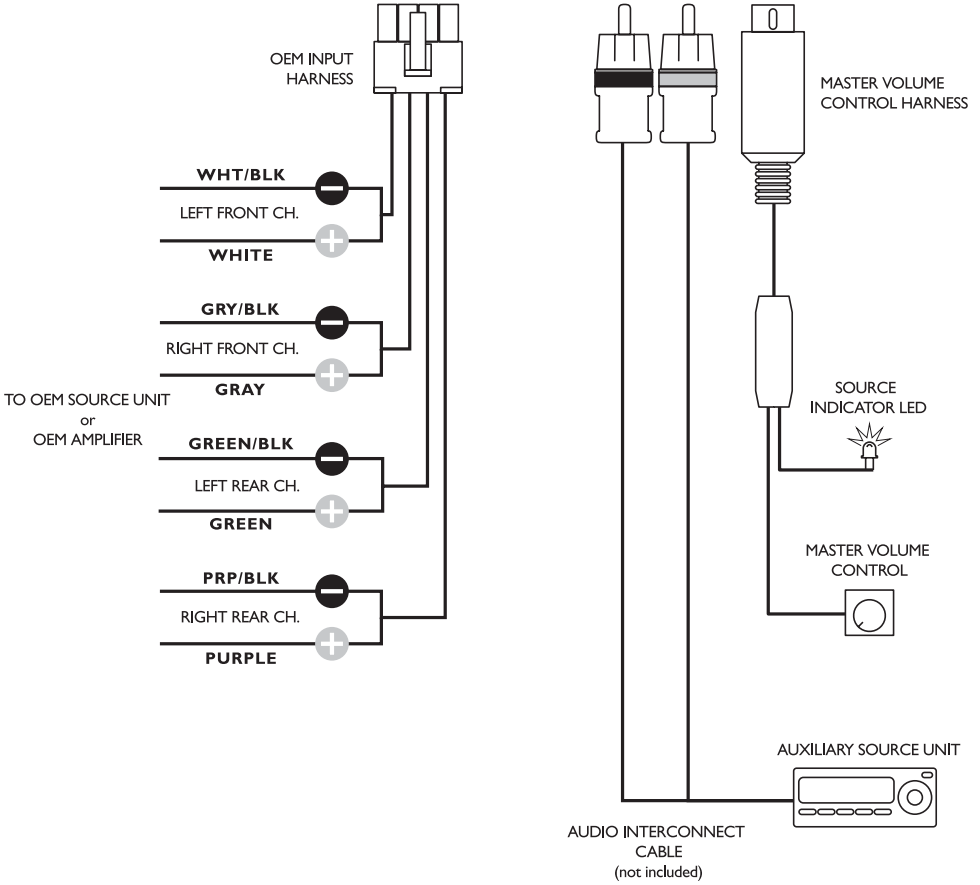 OEM INPUT
HARNESS
WHT/BLK
LEFT FRONT CH.
WHITE
GRY/BLK
RIGHT FRONT CH.
GRAY
TO OEM SOURCE UNIT
or
OEM AMPLIFIER
GREEN/BLK
LEFT REAR CH.
GREEN
PRP/BLK
RIGHT REAR CH.
PURPLE
MASTER VOLUME
CONTROL HARNESS
SOURCE
INDICATOR LED
MASTER VOLUME
CONTROL
AUXILIARY SOURCE UNIT
AUDIO INTERCONNECT
CABLE
(not included)